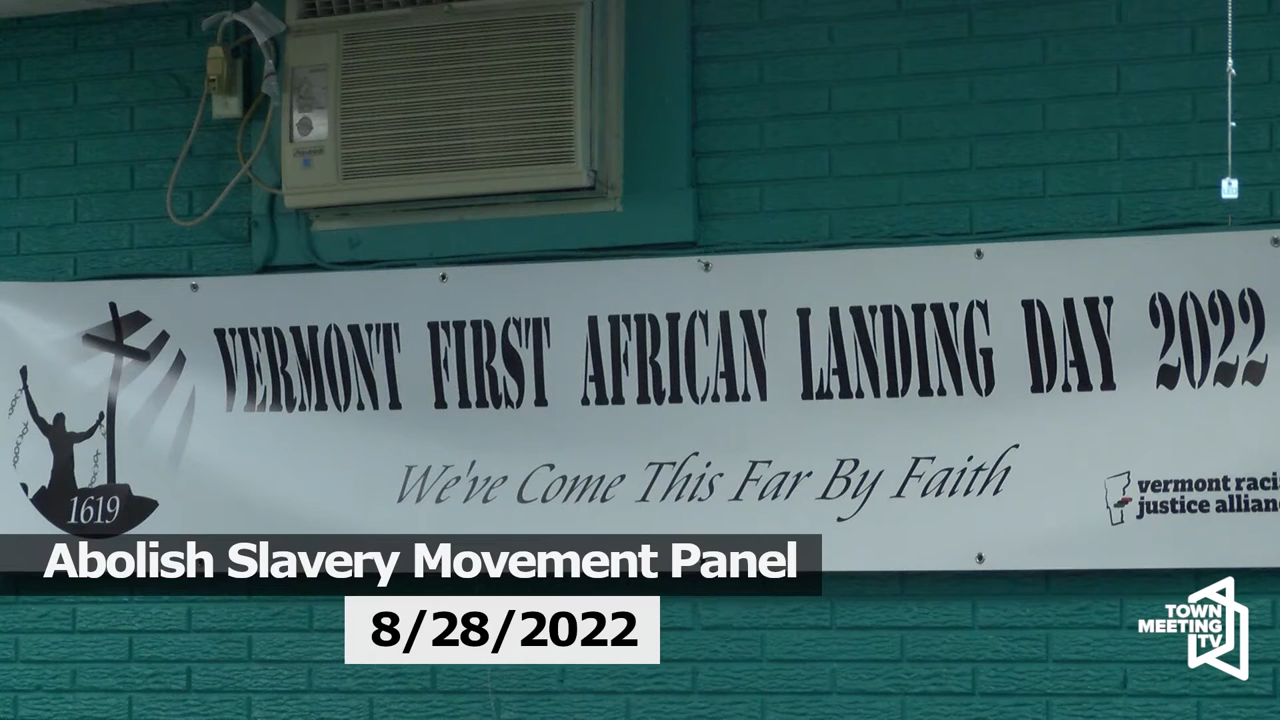 VERMONT FIRST AFRICAN LANDING DAY 2022
We've Come This Far By Faith
1619
vermont raci
justice allian
Abolish Slavery Movement Panel
8/28/2022
TOWN
MEETING
TV